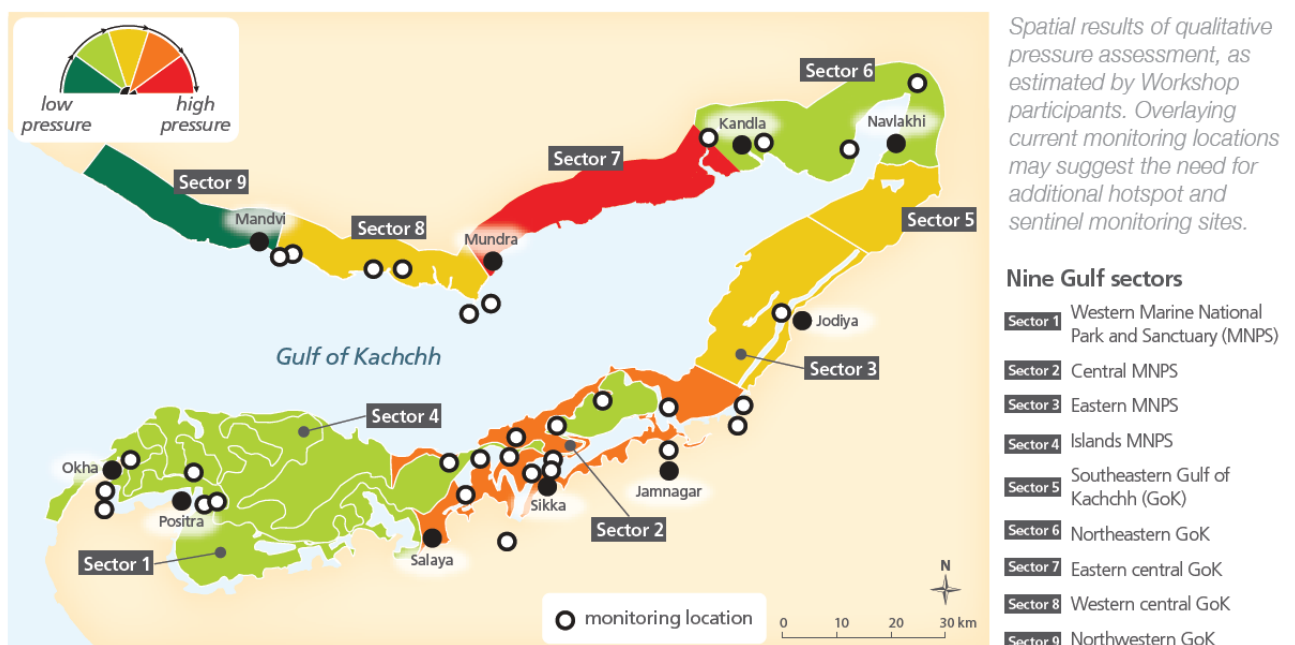 low
pressure
high
pressure
Sector 6
Kandla
Navlakhi
Sector 7
Sector 9
Mandvi
Sector 8
Mundra
Sector 5
Jodiya
Gulf of Kachchh
Sector 3
Sector 4
Okha
Positra
Jamnagar
Sikka
Sector 2
Sector 1
Salaya
N
monitoring location
0 10 20 30 km
Spatial results of qualitative
pressure assessment, as
estimated by Workshop
participants. Overlaying
current monitoring locations
may suggest the need for
additional hotspot and
sentinel monitoring sites.
Nine Gulf sectors
Sector 1 Western Marine National
Park and Sanctuary (MNPS)
Sector 2 Central MNPS
Sector 3 Eastern MNPS
Sector 4 Islands MNPS
Sector 5 Southeastern Gulf of
Kachchh (GoK)
Sector 6 Northeastern GoK
Sector 7 Eastern central GoK
Sector 8 Western central GoK
Sector 9 Northwestern GoK